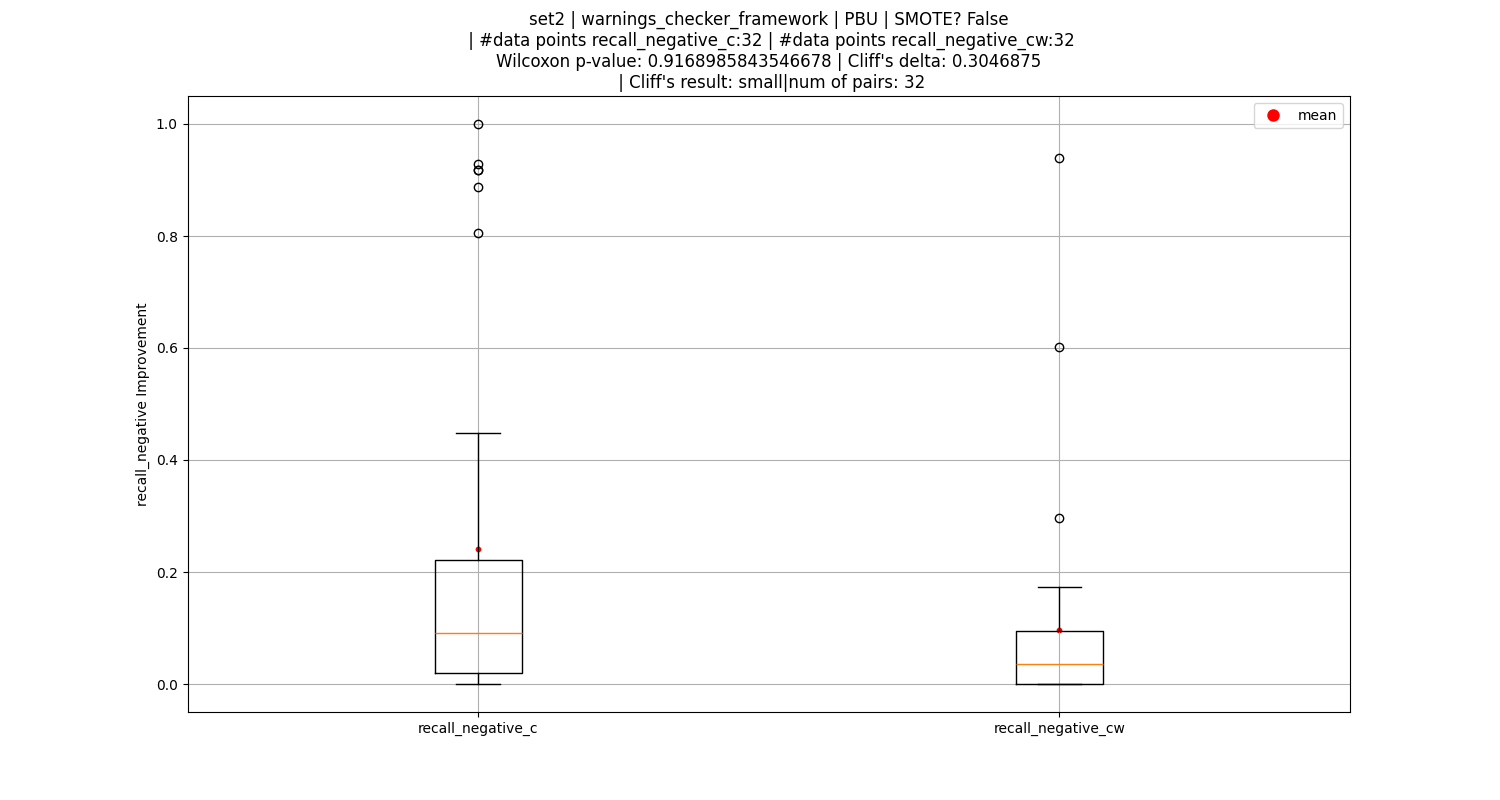 set2 | warnings_checker_framework | PBU | SMOTE? False
| #data points recall_negative_c:32 | #data points recall_negative_cw:32
Wilcoxon p-value: 0.9168985843546678 | Cliff's delta: 0.3046875
| Cliff's result: small|num of pairs: 32
mean
1.0
0.8
0.6
0.4
0.2
0.0
recall_negative Improvement
recall_negative_c
recall_negative_cw